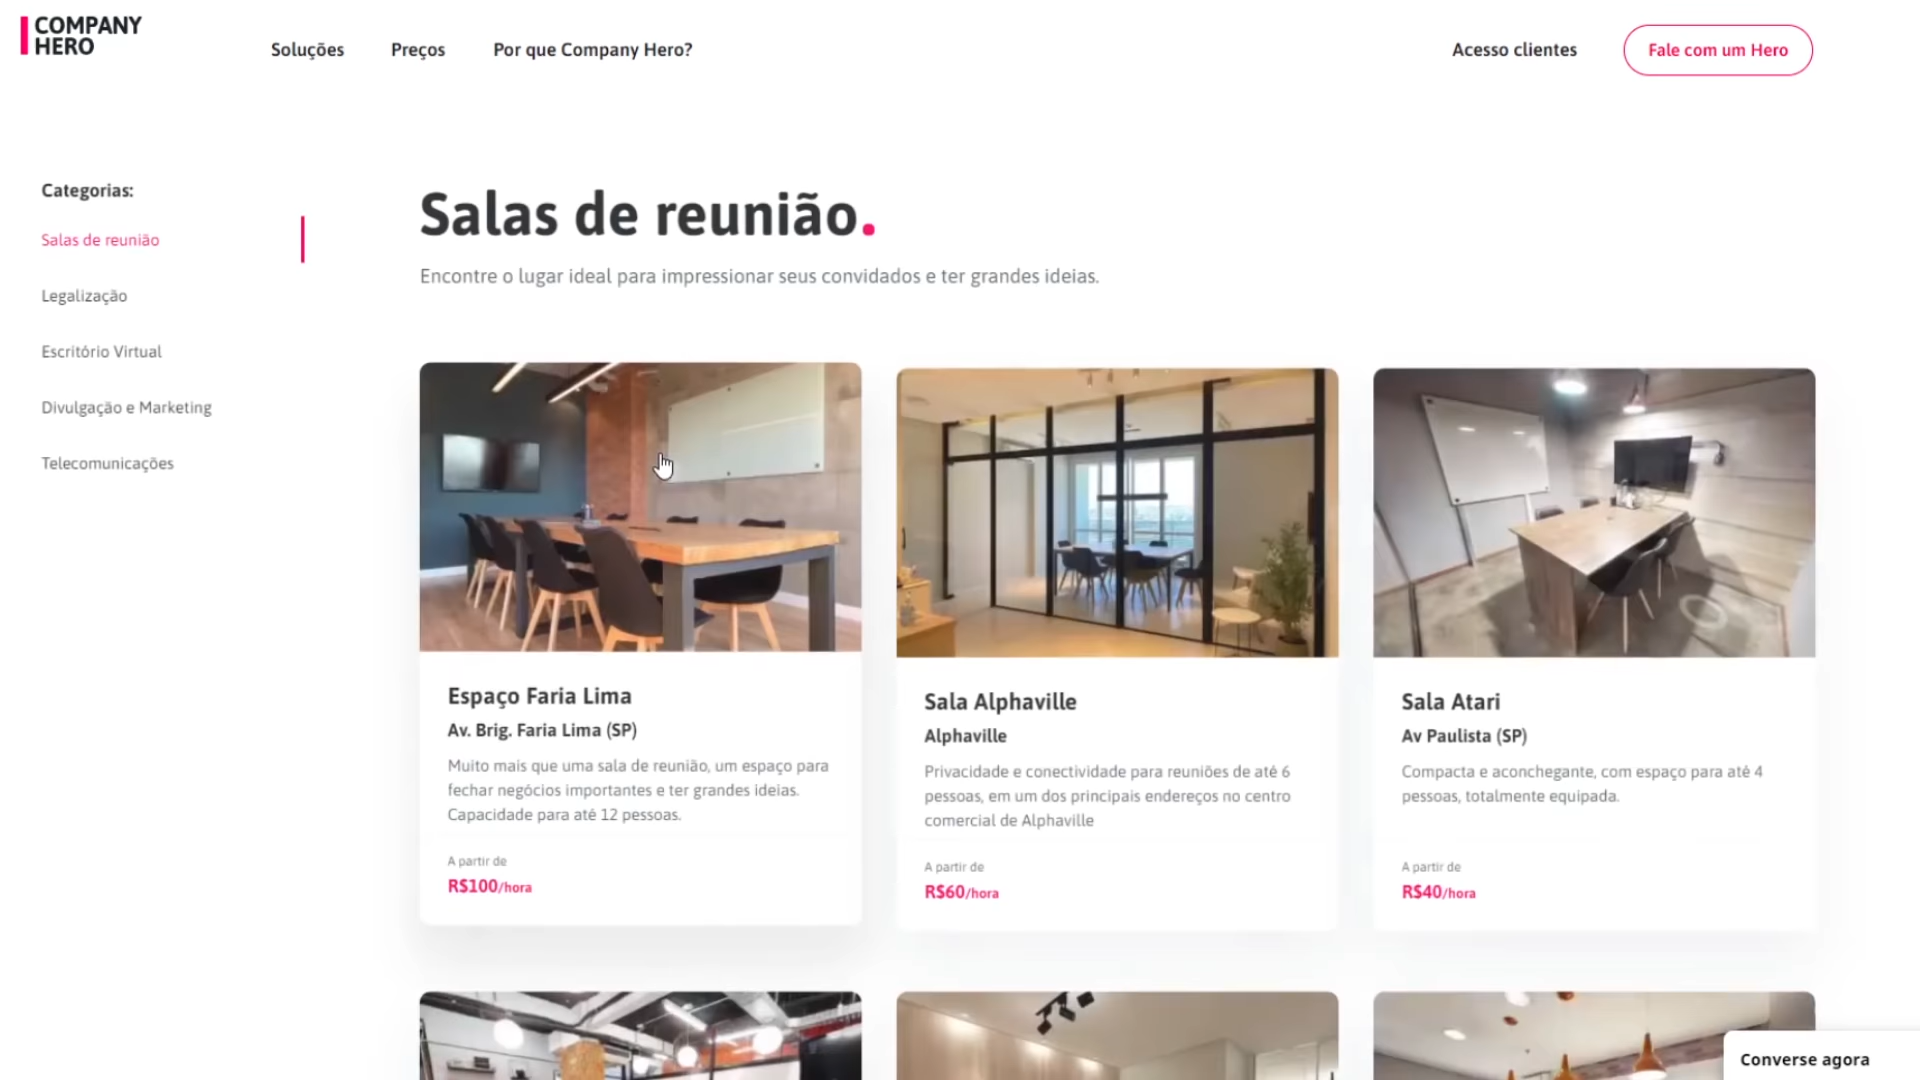 COMPANY
HERO
Soluções
Preços
Por que Company Hero?
Acesso clientes
Fale com um Hero
Categorias:
Salas de reunião
Legalização
Escritório Virtual
Divulgação e Marketing
Telecomunicações
Salas de reunião.
Encontre o lugar ideal para impressionar seus convidados e ter grandes ideias.
Espaço Faria Lima
Av. Brig. Faria Lima (SP)
Muito mais que uma sala de reunião, um espaço para
fechar negócios importantes e ter grandes ideias.
Capacidade para até 12 pessoas.
A partir de
R$100/hora
Sala Alphaville
Alphaville
Privacidade e conectividade para reuniões de até 6
pessoas, em um dos principais endereços no centro
comercial de Alphaville
A partir de
R$60/hora
Sala Atari
Av Paulista (SP)
Compacta e aconchegante, com espaço para até 4
pessoas, totalmente equipada.
A partir de
R$40/hora
Converse agora